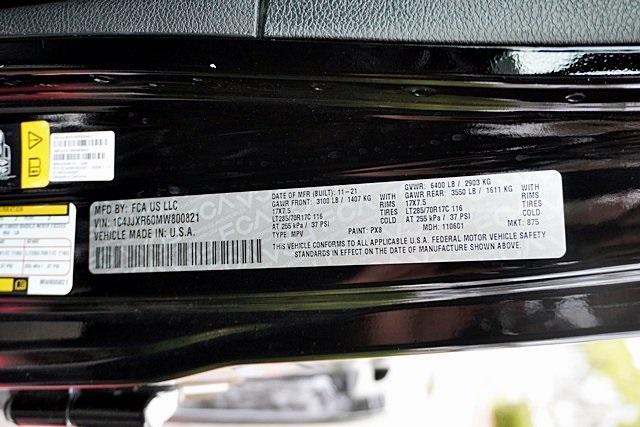 MFD BY: FCA US LLC
VIN: 1C4JJXR60MW800821
VEHICLE MADE IN U.S.A.
DATE OF MFR (BUILT): 11-21
GAWR FRONT: 3100 LB / 1407 KG
17X7.5
LT285/70R17C 116
AT 255 kPa / 37 PSI
TYPE: MPV
WITH
RIMS
TIRES
COLD
PAINT: PX8
GVWR: 6400 LB / 2903 KG
GAWR REAR: 3550 LB / 1611 KG
17X7.5
LT285/70R17C 116
AT 255 kPa / 37 PSI
MDH: 110601
WITH
RIMS
TIRES
COLD
MKT: 875
THIS VEHICLE CONFORMS TO ALL APPLICABLE U.S.A. FEDERAL MOTOR VEHICLE SAFETY
STANDARDS IN EFFECT ON THE DATE OF MANUFACTURE SHOWN ABOVE.
MW800821